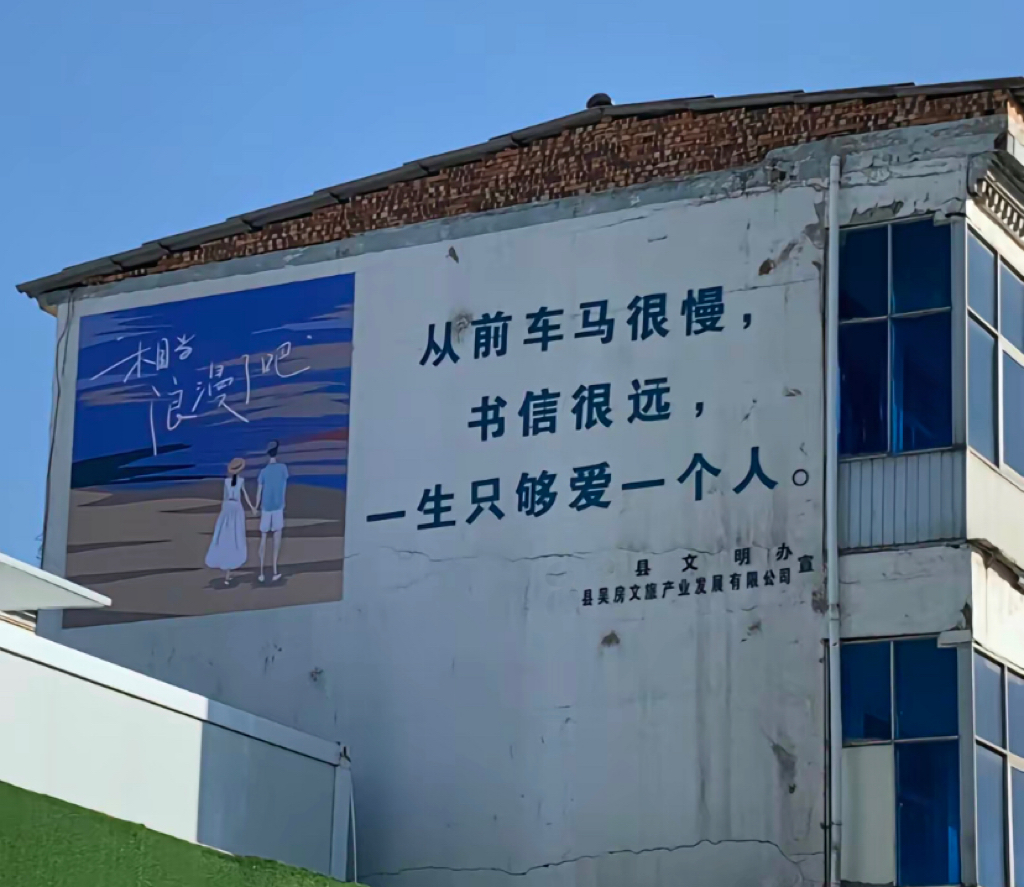 相当
浪漫了吧
从前车马很慢，
书信很远，
一生只够爱一个人。
县文明办
县吴房文旅产业发展有限公司
宣